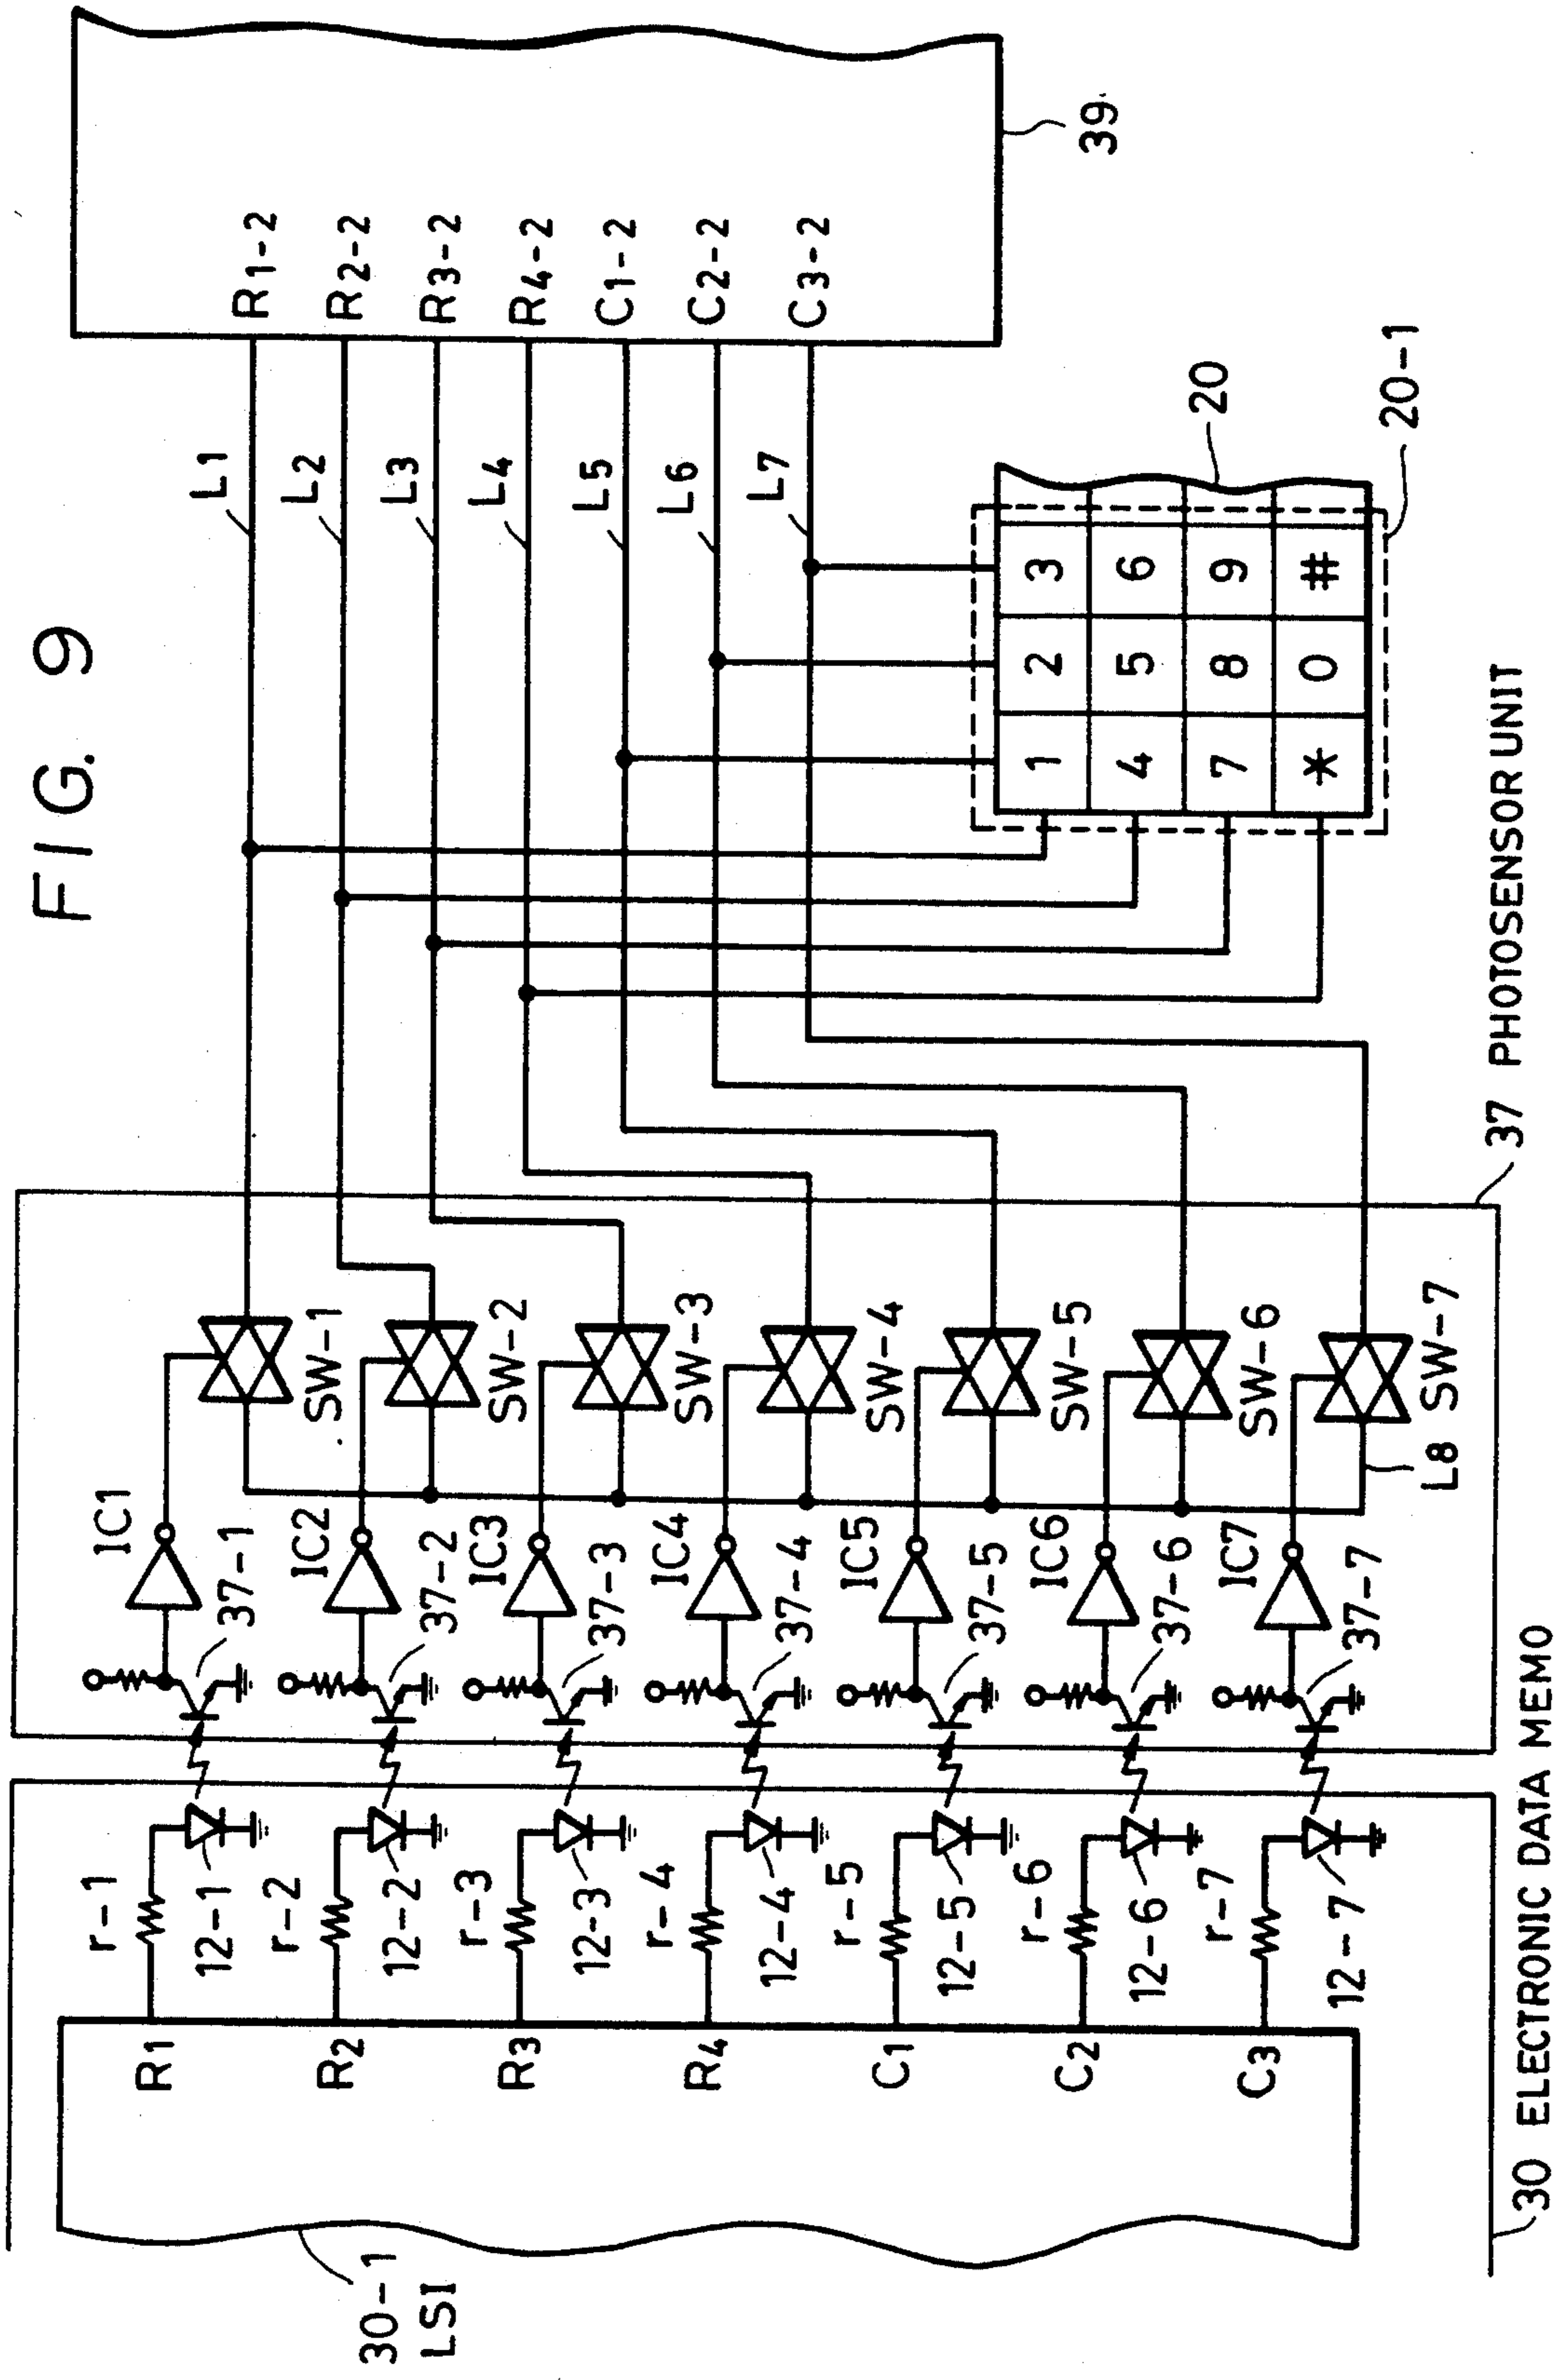 FIG. 9
30-1
LSI
R1
R2
R3
R4
C1
C2
C3
r-1
r-2
r-3
r-4
r-5
r-6
r-7
12-1
12-2
12-3
12-4
12-5
12-6
12-7
30 ELECTRONIC DATA MEMO
37-1
37-2
37-3
37-4
37-5
37-6
37-7
IC1
IC2
IC3
IC4
IC5
IC6
IC7
SW-1
SW-2
SW-3
SW-4
SW-5
SW-6
SW-7
L8
37 PHOTOSENSOR UNIT
L1
L2
L3
L4
L5
L6
L7
1 2 3
4 5 6
7 8 9
* 0 #
20
20-1
R1-2
R2-2
R3-2
R4-2
C1-2
C2-2
C3-2
39